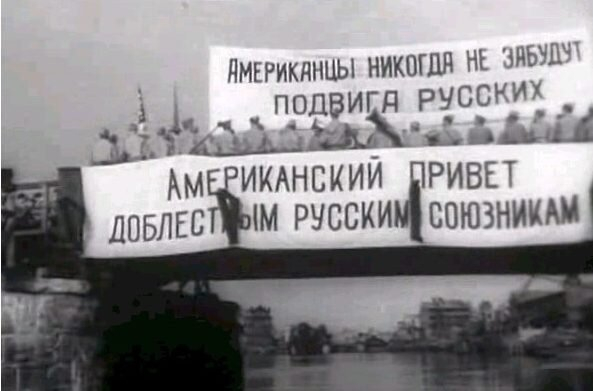 АМЕРИКАНЦЫ НИКОГДА НЕ ЗАБУДУТ
ПОДВИГА РУССКИХ
АМЕРИКАНСКИЙ ПРИВЕТ
ДОБЛЕСТНЫМ РУССКИМ СОЮЗНИКАМ